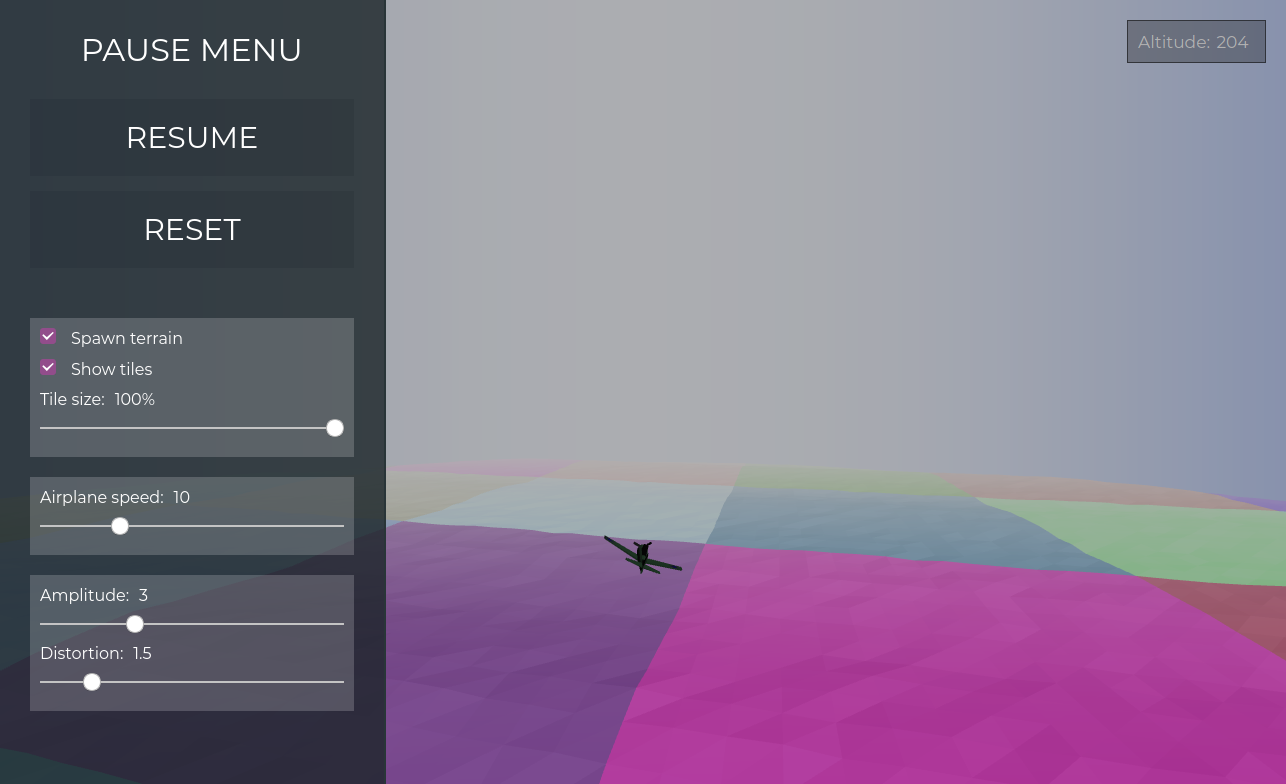 PAUSE MENU
Altitude: 204
RESUME
RESET
Spawn terrain
Show tiles
Tile size: 100%
Airplane speed: 10
Amplitude: 3
Distortion: 1.5